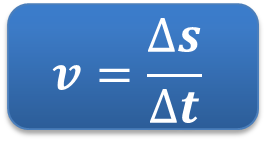 v = Δs / Δt